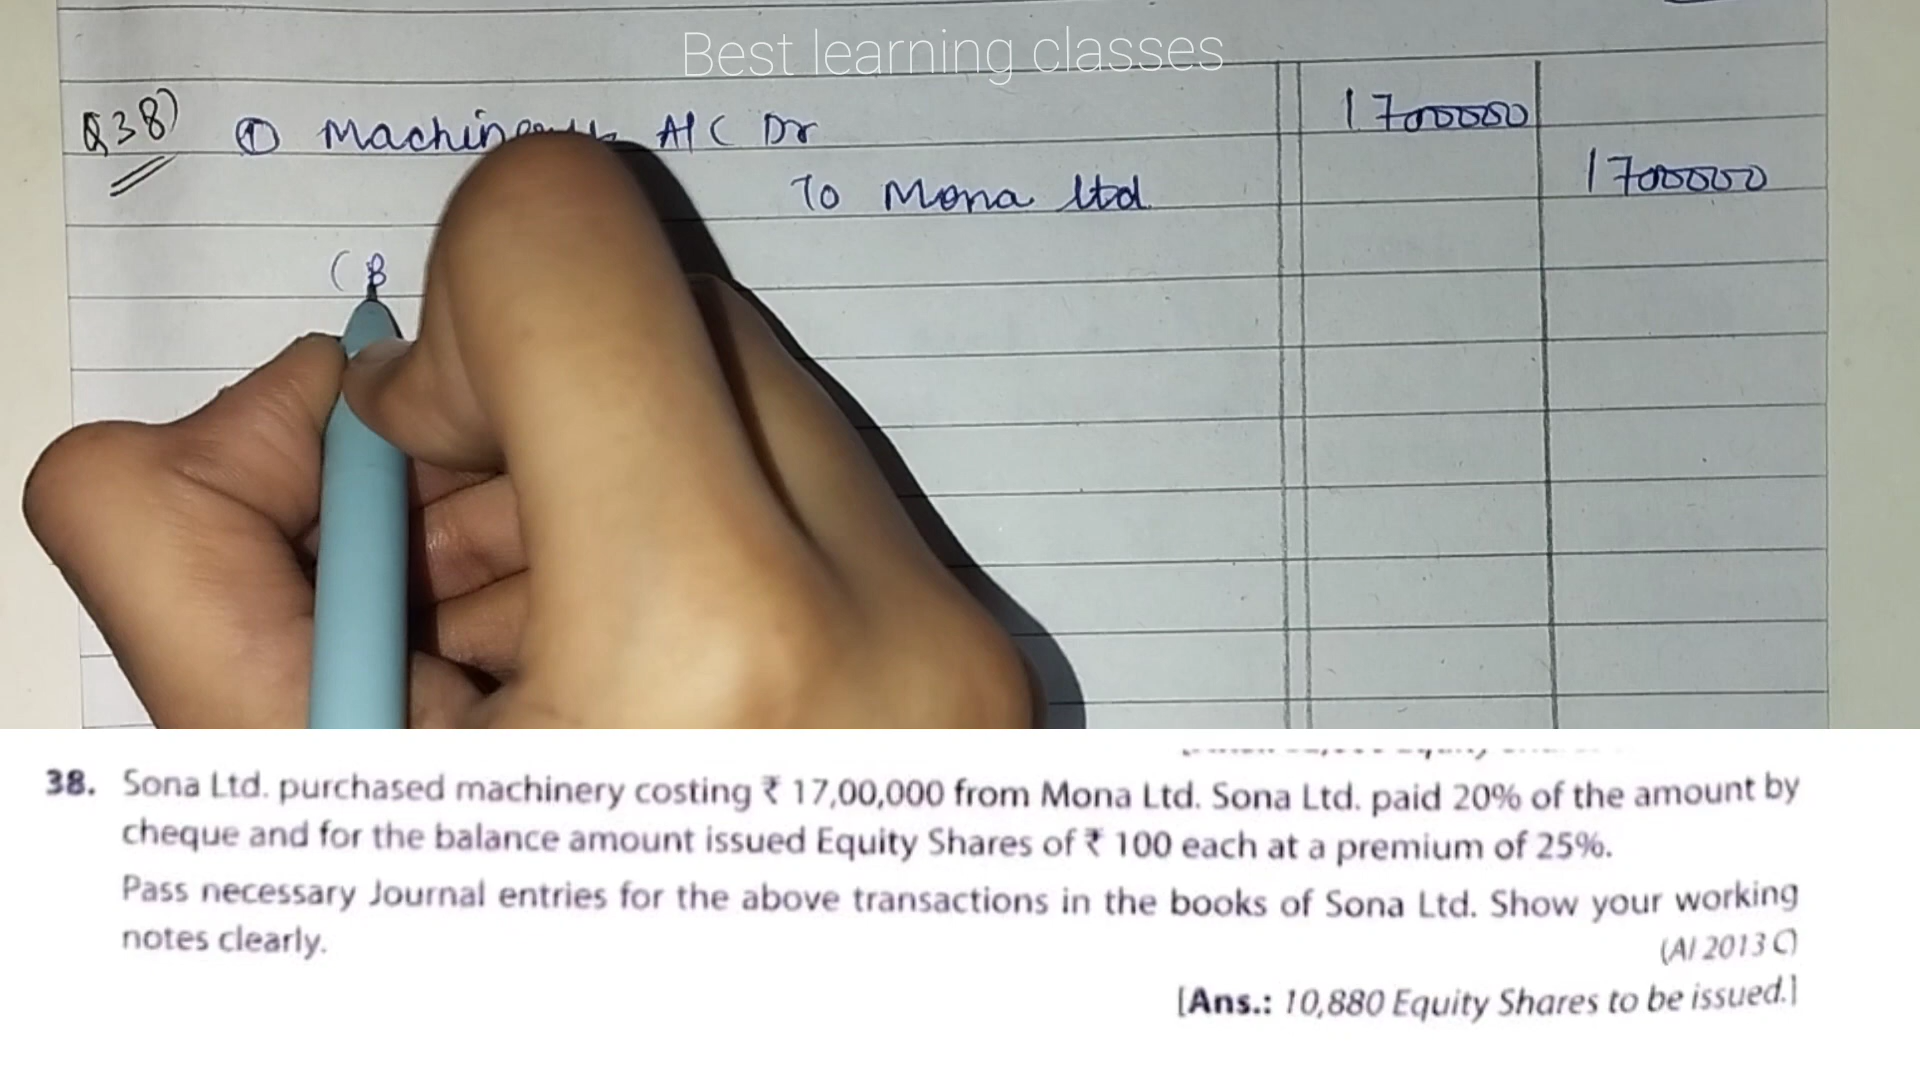 Best learning classes
Q38) ① Machinery A/C Dr 1700000
To Mona ltd 1700000
( B
38. Sona Ltd. purchased machinery costing ₹ 17,00,000 from Mona Ltd. Sona Ltd. paid 20% of the amount by
cheque and for the balance amount issued Equity Shares of ₹ 100 each at a premium of 25%.
Pass necessary Journal entries for the above transactions in the books of Sona Ltd. Show your working
notes clearly.
(AI 2013 C)
[Ans.: 10,880 Equity Shares to be issued.]